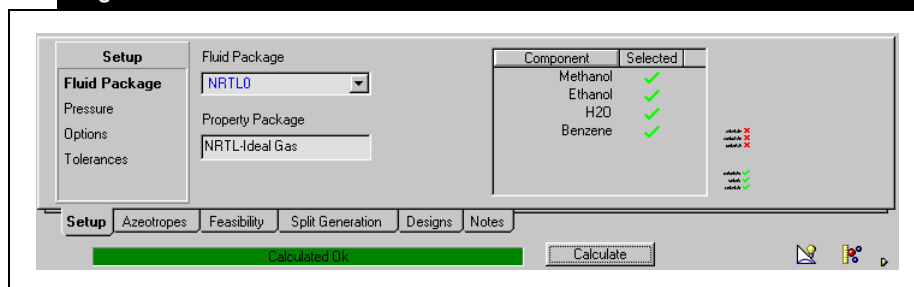 Setup
Fluid Package
Pressure
Options
Tolerances
Fluid Package
NRTL0
Property Package
NRTL-Ideal Gas
Component Selected
Methanol
Ethanol
H2O
Benzene
Setup Azeotropes Feasibility Split Generation Designs Notes
Calculated Ok
Calculate